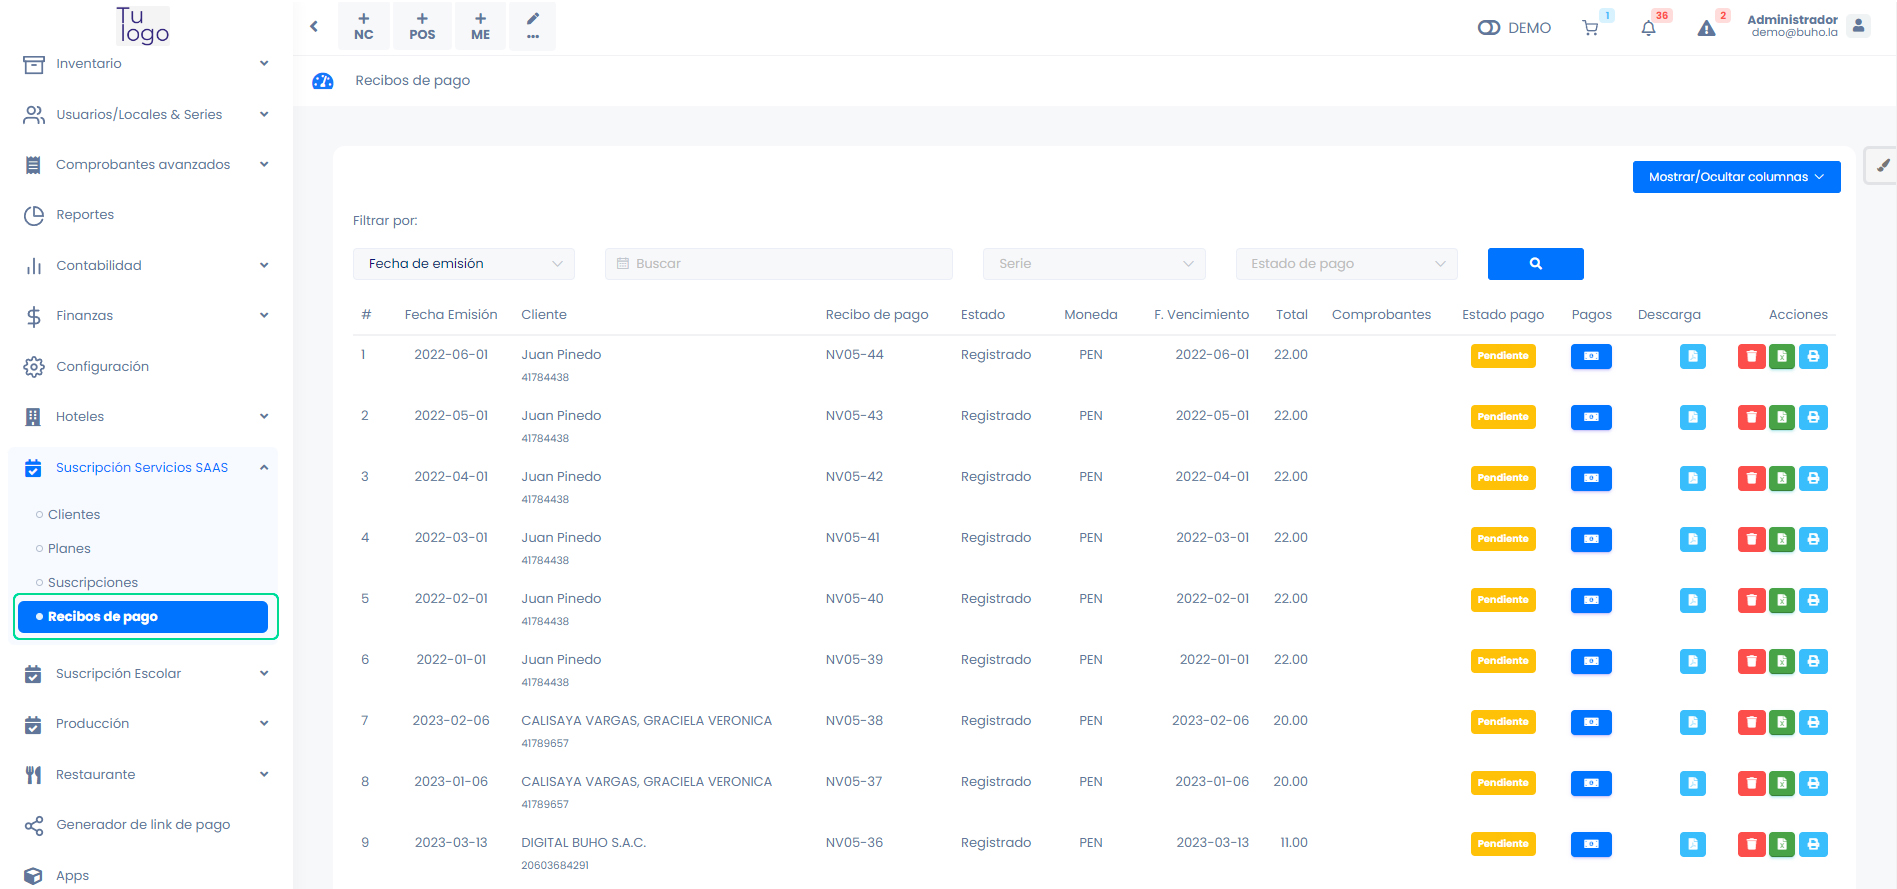 Tu
logo
Inventario
Usuarios/Locales & Series
Comprobantes avanzados
Reportes
Contabilidad
Finanzas
Configuración
Hoteles
Suscripción Servicios SAAS
Clientes
Planes
Suscripciones
Recibos de pago
Suscripción Escolar
Producción
Restaurante
Generador de link de pago
Apps
+ NC
+ POS
+ ME
...
DEMO
1
36
2
Administrador
demo@buho.la
Recibos de pago
Mostrar/Ocultar columnas
Filtrar por:
Fecha de emisión Buscar Serie Estado de pago
# Fecha Emisión Cliente Recibo de pago Estado Moneda F. Vencimiento Total Comprobantes Estado pago Pagos Descarga Acciones
1 2022-06-01 Juan Pinedo NV05-44 Registrado PEN 2022-06-01 22.00 Pendiente
41784438
2 2022-05-01 Juan Pinedo NV05-43 Registrado PEN 2022-05-01 22.00 Pendiente
41784438
3 2022-04-01 Juan Pinedo NV05-42 Registrado PEN 2022-04-01 22.00 Pendiente
41784438
4 2022-03-01 Juan Pinedo NV05-41 Registrado PEN 2022-03-01 22.00 Pendiente
41784438
5 2022-02-01 Juan Pinedo NV05-40 Registrado PEN 2022-02-01 22.00 Pendiente
41784438
6 2022-01-01 Juan Pinedo NV05-39 Registrado PEN 2022-01-01 22.00 Pendiente
41784438
7 2023-02-06 CALISAYA VARGAS, GRACIELA VERONICA NV05-38 Registrado PEN 2023-02-06 20.00 Pendiente
41789657
8 2023-01-06 CALISAYA VARGAS, GRACIELA VERONICA NV05-37 Registrado PEN 2023-01-06 20.00 Pendiente
41789657
9 2023-03-13 DIGITAL BUHO S.A.C. NV05-36 Registrado PEN 2023-03-13 11.00 Pendiente
20603684291